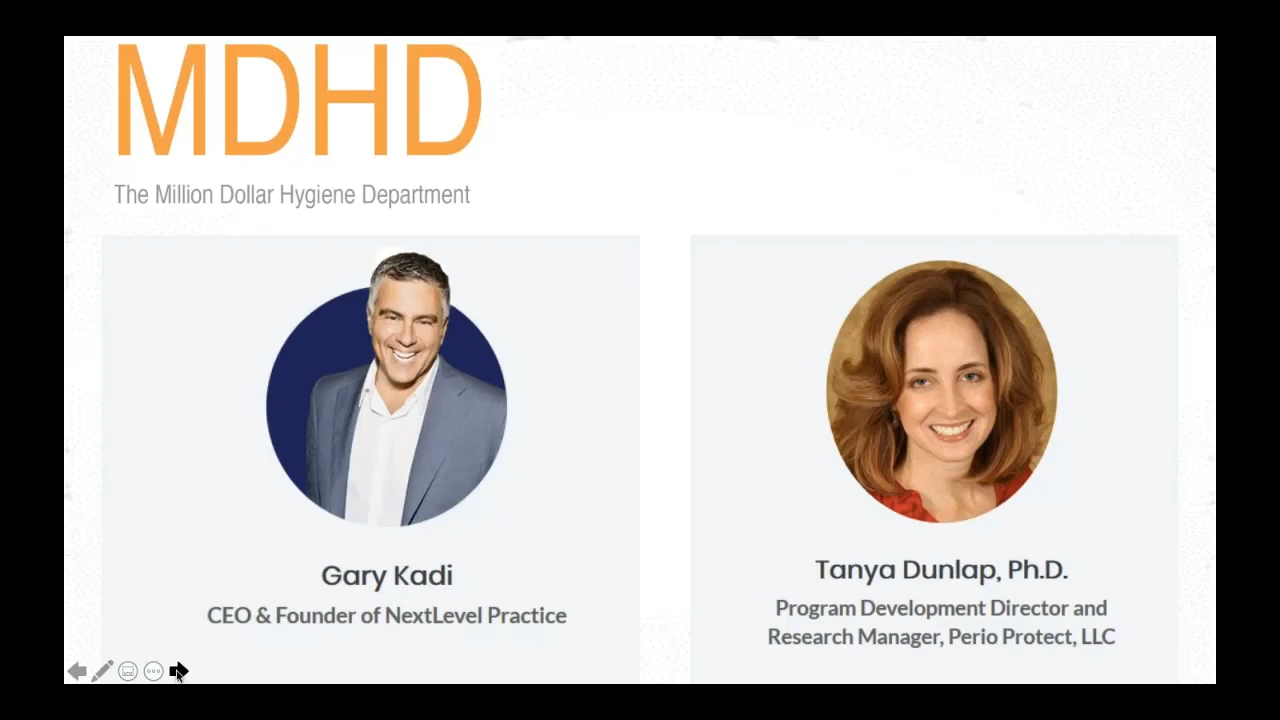 MDHD
The Million Dollar Hygiene Department
Gary Kadi
CEO & Founder of NextLevel Practice
Tanya Dunlap, Ph.D.
Program Development Director and
Research Manager, Perio Protect, LLC